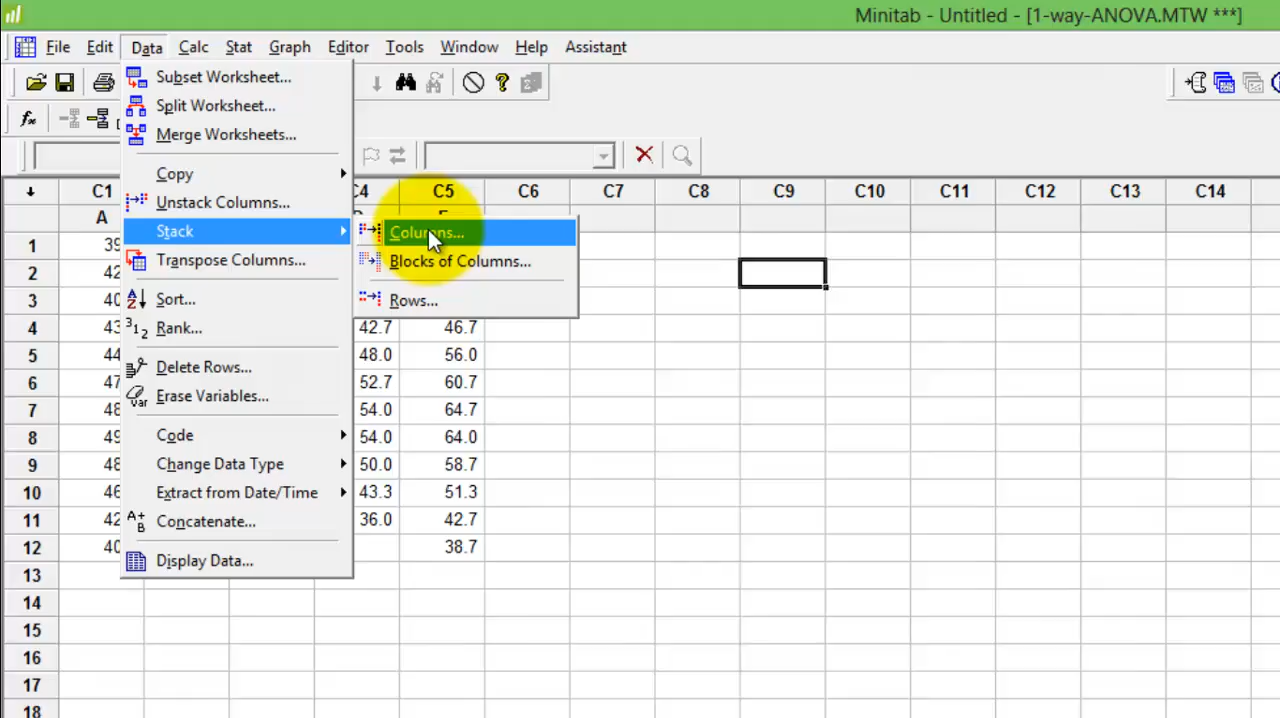 Minitab - Untitled - [1-way-ANOVA.MTW ***]
File Edit Data Calc Stat Graph Editor Tools Window Help Assistant
Subset Worksheet...
Split Worksheet...
Merge Worksheets...
Copy
Unstack Columns...
Stack
Transpose Columns...
Sort...
Rank...
Delete Rows...
Erase Variables...
Code
Change Data Type
Extract from Date/Time
Concatenate...
Display Data...
Columns...
Blocks of Columns...
Rows...
C1 C5 C6 C7 C8 C9 C10 C11 C12 C13 C14
A
1
2
3
4 42.7 46.7
5 48.0 56.0
6 52.7 60.7
7 54.0 64.7
8 54.0 64.0
9 50.0 58.7
10 43.3 51.3
11 36.0 42.7
12 38.7
13
14
15
16
17
18